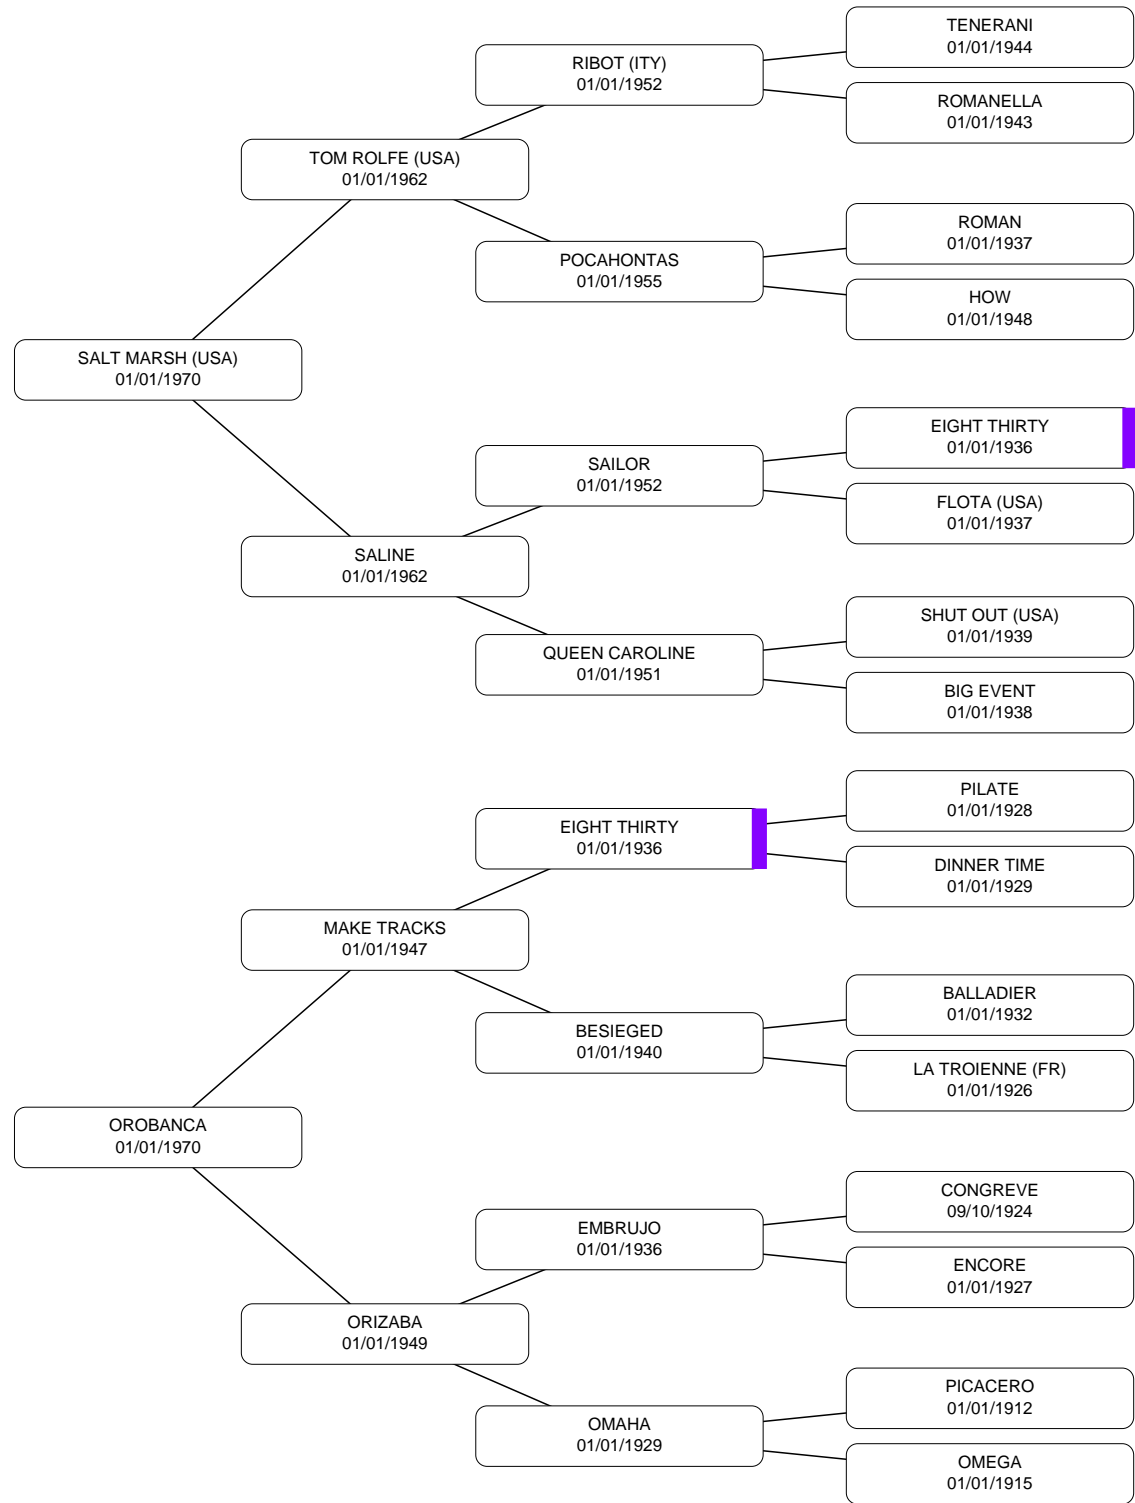 TENERANI
01/01/1944
RIBOT (ITY)
01/01/1952
ROMANELLA
01/01/1943
TOM ROLFE (USA)
01/01/1962
ROMAN
01/01/1937
POCAHONTAS
01/01/1955
HOW
01/01/1948
SALT MARSH (USA)
01/01/1970
EIGHT THIRTY
01/01/1936
SAILOR
01/01/1952
FLOTA (USA)
01/01/1937
SALINE
01/01/1962
SHUT OUT (USA)
01/01/1939
QUEEN CAROLINE
01/01/1951
BIG EVENT
01/01/1938
PILATE
01/01/1928
EIGHT THIRTY
01/01/1936
DINNER TIME
01/01/1929
MAKE TRACKS
01/01/1947
BALLADIER
01/01/1932
BESIEGED
01/01/1940
LA TROIENNE (FR)
01/01/1926
OROBANCA
01/01/1970
CONGREVE
09/10/1924
EMBRUJO
01/01/1936
ENCORE
01/01/1927
ORIZABA
01/01/1949
PICACERO
01/01/1912
OMAHA
01/01/1929
OMEGA
01/01/1915